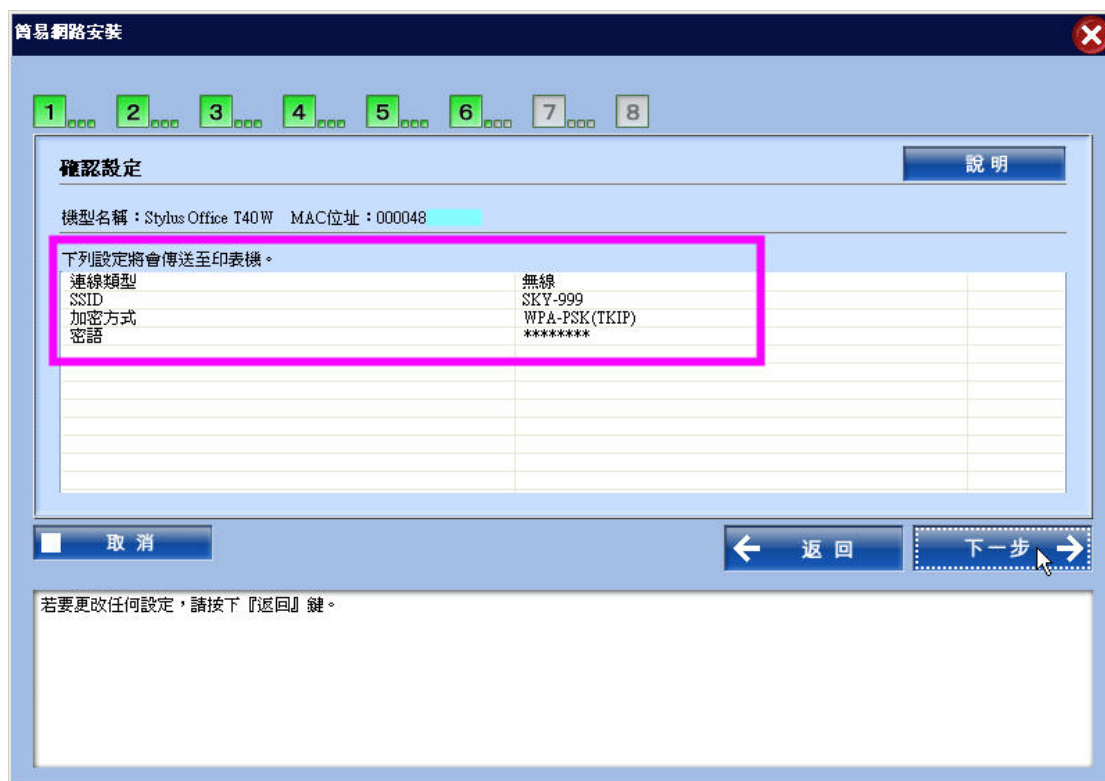 簡易網路安裝
1 2 3 4 5 6 7 8
確認設定
說明
機型名稱：Stylus Office T40W MAC位址：000048
下列設定將會傳送至印表機。
連線類型 無線
SSID SKY-999
加密方式 WPA-PSK(TKIP)
密語 ********
取消
返回
下一步
若要更改任何設定，請按下『返回』鍵。